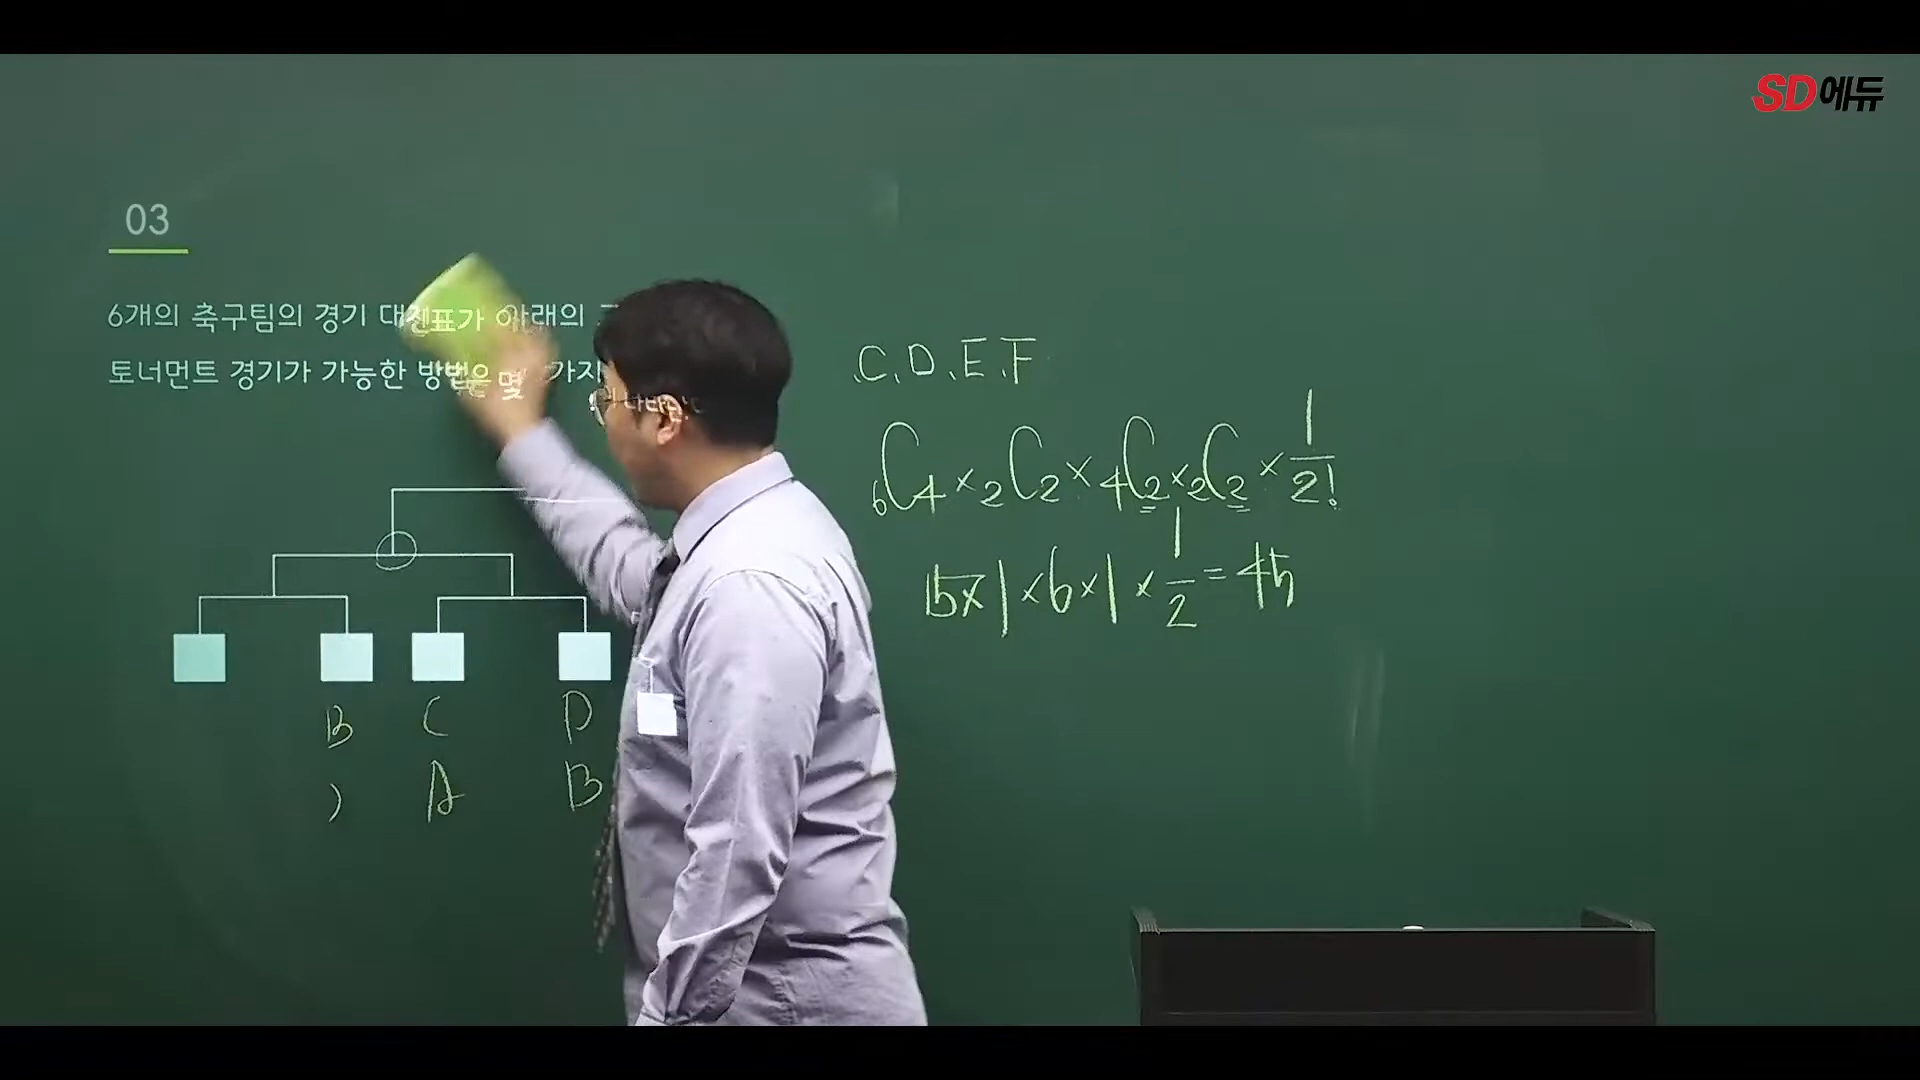 SD에듀
03
6개의 축구팀의 경기 대진표가 아래의
토너먼트 경기가 가능한 방법은 몇 가지
C, D, E, F
₆C₄ × ₂C₂ × ₄C₂ × ₂C₂ × 1/2!
15 × 1 × 6 × 1 × 1/2 = 45
B C D
) A B